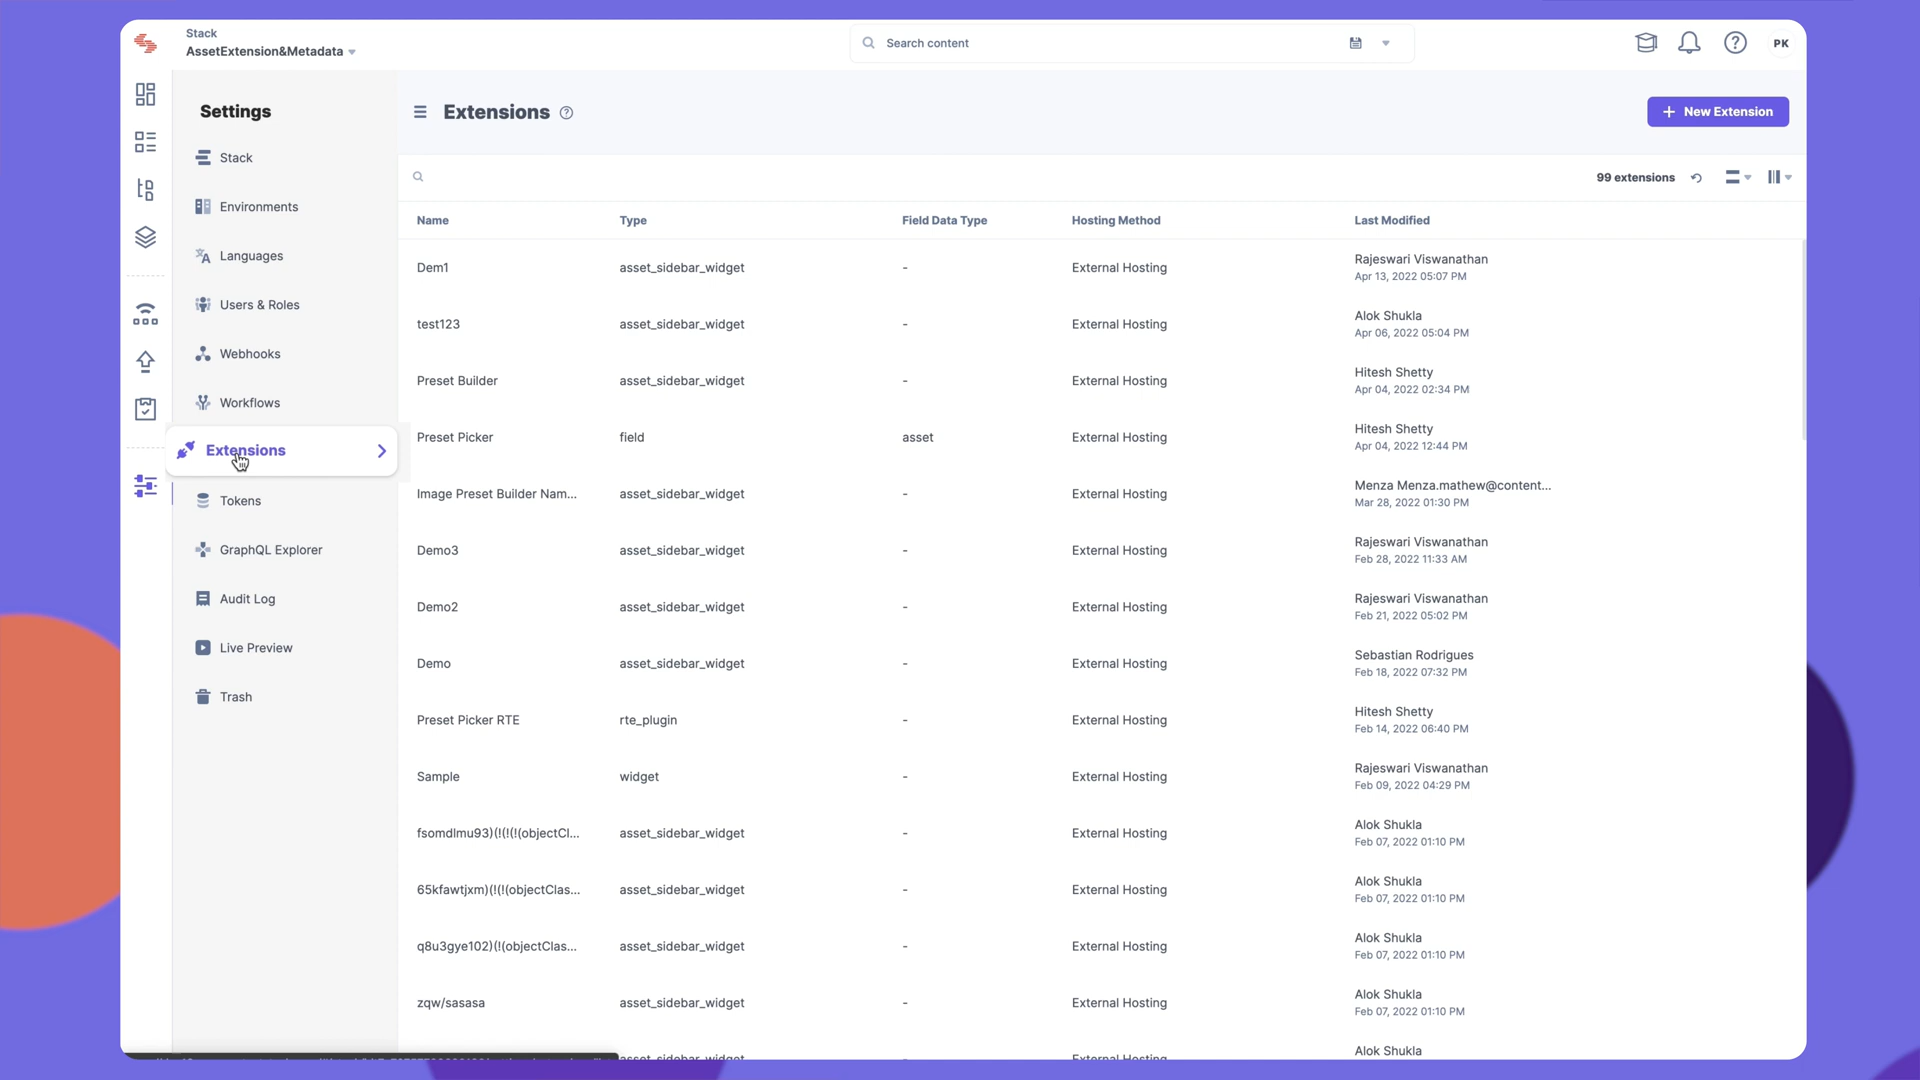 Stack
AssetExtension&Metadata
Search content
PK
Settings
Stack
Environments
Languages
Users & Roles
Webhooks
Workflows
Extensions
Tokens
GraphQL Explorer
Audit Log
Live Preview
Trash
Extensions
+ New Extension
99 extensions
Name Type Field Data Type Hosting Method Last Modified
Dem1 asset_sidebar_widget - External Hosting Rajeswari Viswanathan
Apr 13, 2022 05:07 PM
test123 asset_sidebar_widget - External Hosting Alok Shukla
Apr 06, 2022 05:04 PM
Preset Builder asset_sidebar_widget - External Hosting Hitesh Shetty
Apr 04, 2022 02:34 PM
Preset Picker field asset External Hosting Hitesh Shetty
Apr 04, 2022 12:44 PM
Image Preset Builder Nam... asset_sidebar_widget - External Hosting Menza Menza.mathew@content...
Mar 28, 2022 01:30 PM
Demo3 asset_sidebar_widget - External Hosting Rajeswari Viswanathan
Feb 28, 2022 11:33 AM
Demo2 asset_sidebar_widget - External Hosting Rajeswari Viswanathan
Feb 21, 2022 05:02 PM
Demo asset_sidebar_widget - External Hosting Sebastian Rodrigues
Feb 18, 2022 07:32 PM
Preset Picker RTE rte_plugin - External Hosting Hitesh Shetty
Feb 14, 2022 06:40 PM
Sample widget - External Hosting Rajeswari Viswanathan
Feb 09, 2022 04:29 PM
fsomdlmu93)(!(!(!(objectCl... asset_sidebar_widget - External Hosting Alok Shukla
Feb 07, 2022 01:10 PM
65kfawtjxm)(!(!(objectClas... asset_sidebar_widget - External Hosting Alok Shukla
Feb 07, 2022 01:10 PM
q8u3gye102)(!(objectClas... asset_sidebar_widget - External Hosting Alok Shukla
Feb 07, 2022 01:10 PM
zqw/sasasa asset_sidebar_widget - External Hosting Alok Shukla
Feb 07, 2022 01:10 PM
asset_sidebar_widget - External Hosting Alok Shukla